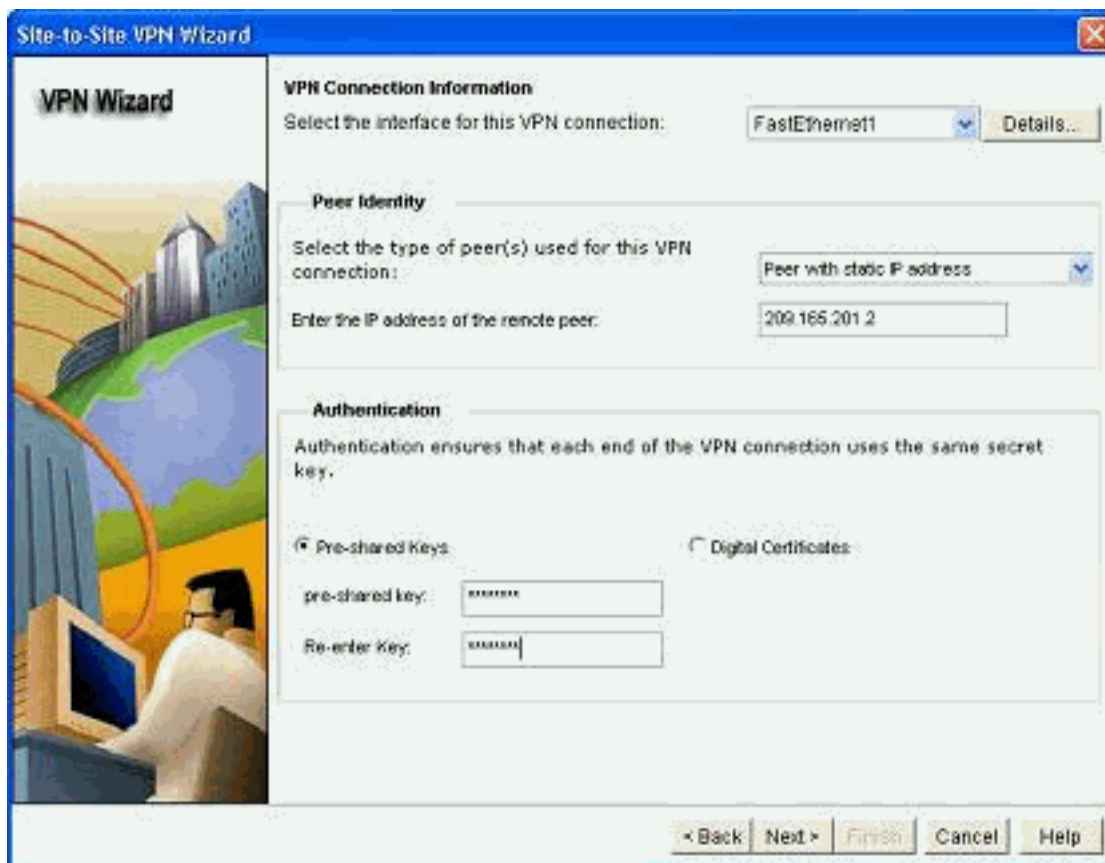 Site-to-Site VPN Wizard
VPN Wizard
VPN Connection Information
Select the interface for this VPN connection:
FastEthernet1
Details...
Peer Identity
Select the type of peer(s) used for this VPN
connection:
Peer with static IP address
Enter the IP address of the remote peer:
209.165.201.2
Authentication
Authentication ensures that each end of the VPN connection uses the same secret
key.
Pre-shared Keys
Digital Certificates
pre-shared key:
********
Re-enter Key:
********
< Back
Next >
Finish
Cancel
Help